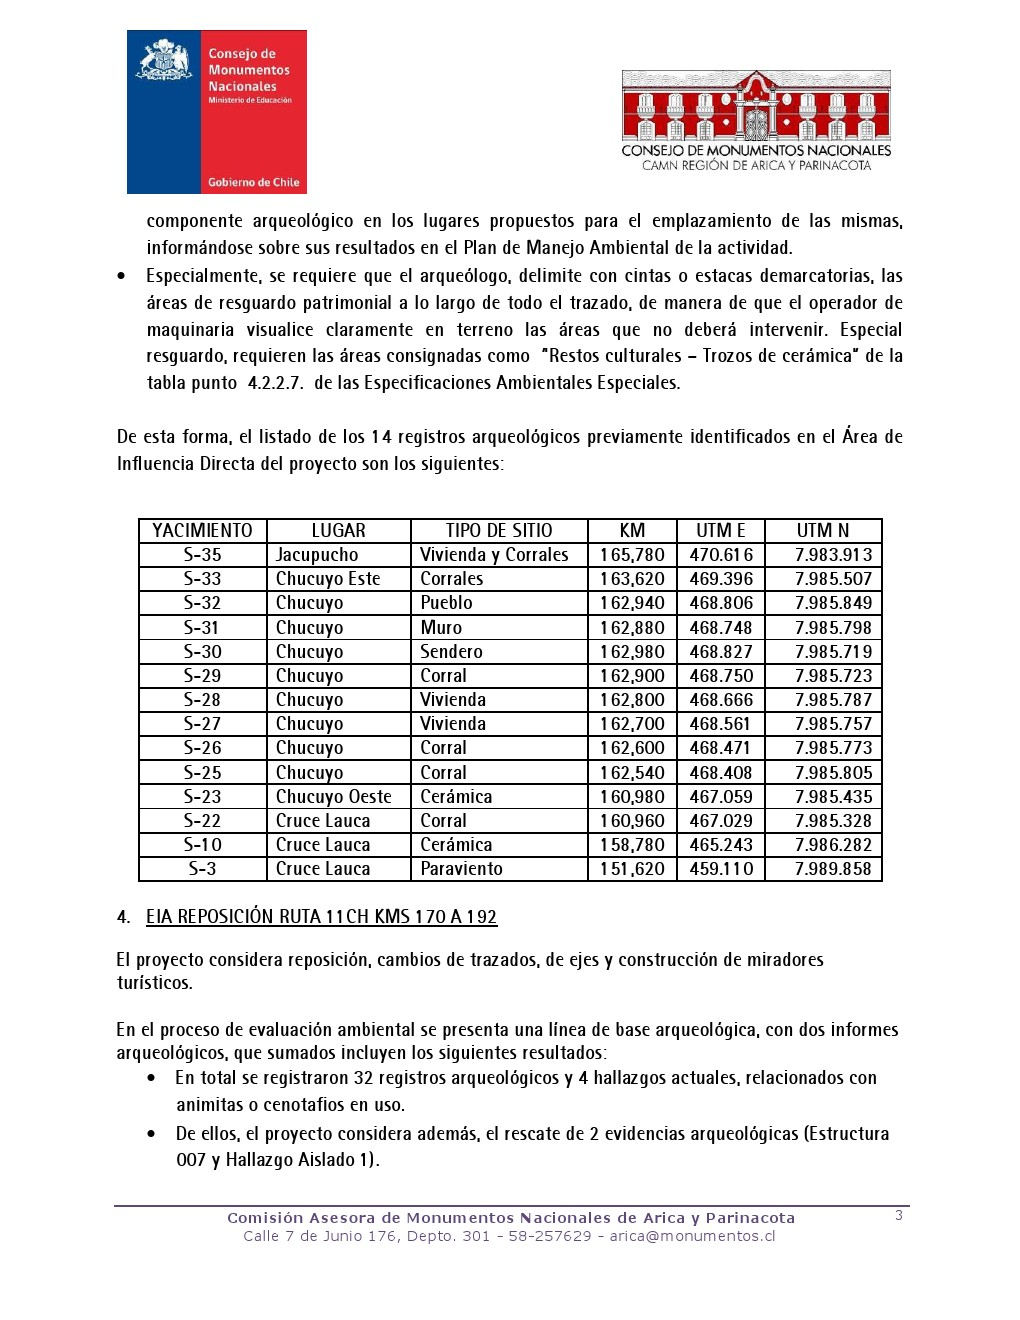 Consejo de
Monumentos
Nacionales
Ministerio de Educación
Gobierno de Chile
CONSEJO DE MONUMENTOS NACIONALES
CAMN REGIÓN DE ARICA Y PARINACOTA
componente arqueológico en los lugares propuestos para el emplazamiento de las mismas,
informándose sobre sus resultados en el Plan de Manejo Ambiental de la actividad.
• Especialmente, se requiere que el arqueólogo, delimite con cintas o estacas demarcatorias, las
áreas de resguardo patrimonial a lo largo de todo el trazado, de manera de que el operador de
maquinaria visualice claramente en terreno las áreas que no deberá intervenir. Especial
resguardo, requieren las áreas consignadas como "Restos culturales – Trozos de cerámica" de la
tabla punto 4.2.2.7. de las Especificaciones Ambientales Especiales.
De esta forma, el listado de los 14 registros arqueológicos previamente identificados en el Área de
Influencia Directa del proyecto son los siguientes:
YACIMIENTO LUGAR TIPO DE SITIO KM UTM E UTM N
S-35 Jacupucho Vivienda y Corrales 165,780 470.616 7.983.913
S-33 Chucuyo Este Corrales 163,620 469.396 7.985.507
S-32 Chucuyo Pueblo 162,940 468.806 7.985.849
S-31 Chucuyo Muro 162,880 468.748 7.985.798
S-30 Chucuyo Sendero 162,980 468.827 7.985.719
S-29 Chucuyo Corral 162,900 468.750 7.985.723
S-28 Chucuyo Vivienda 162,800 468.666 7.985.787
S-27 Chucuyo Vivienda 162,700 468.561 7.985.757
S-26 Chucuyo Corral 162,600 468.471 7.985.773
S-25 Chucuyo Corral 162,540 468.408 7.985.805
S-23 Chucuyo Oeste Cerámica 160,980 467.059 7.985.435
S-22 Cruce Lauca Corral 160,960 467.029 7.985.328
S-10 Cruce Lauca Cerámica 158,780 465.243 7.986.282
S-3 Cruce Lauca Paraviento 151,620 459.110 7.989.858
4. EIA REPOSICIÓN RUTA 11CH KMS 170 A 192
El proyecto considera reposición, cambios de trazados, de ejes y construcción de miradores
turísticos.
En el proceso de evaluación ambiental se presenta una línea de base arqueológica, con dos informes
arqueológicos, que sumados incluyen los siguientes resultados:
• En total se registraron 32 registros arqueológicos y 4 hallazgos actuales, relacionados con
animitas o cenotafios en uso.
• De ellos, el proyecto considera además, el rescate de 2 evidencias arqueológicas (Estructura
007 y Hallazgo Aislado 1).
Comisión Asesora de Monumentos Nacionales de Arica y Parinacota 3
Calle 7 de Junio 176, Depto. 301 - 58-257629 - arica@monumentos.cl